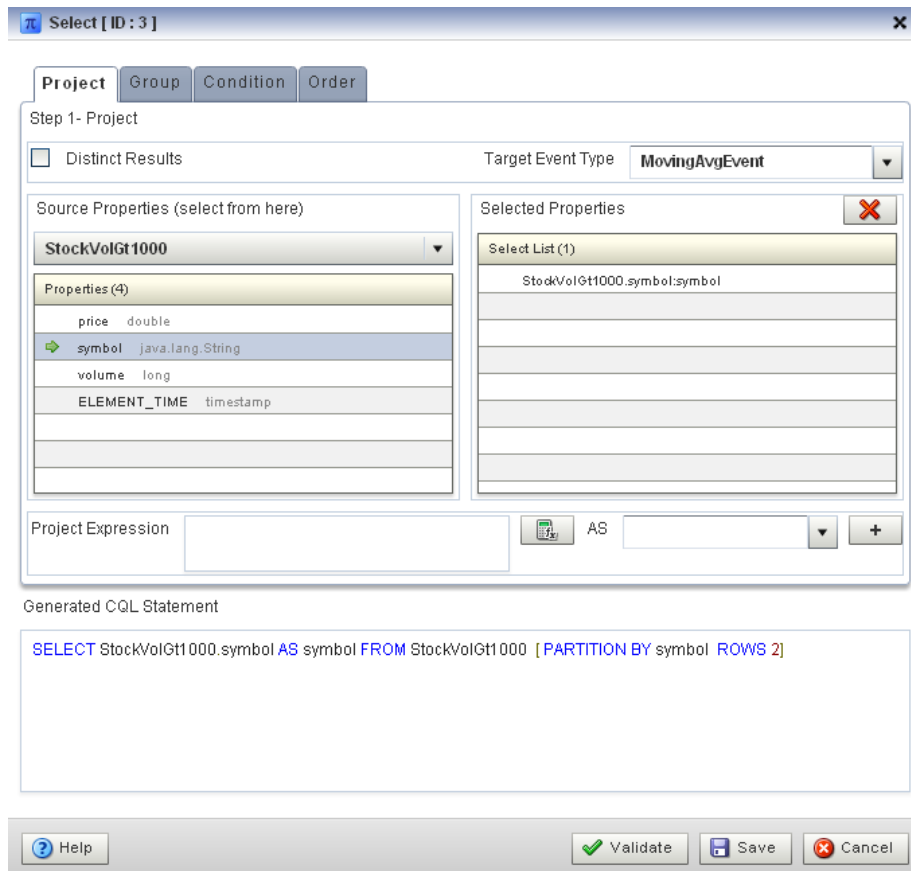 π Select [ ID : 3 ]
Project Group Condition Order
Step 1- Project
Distinct Results
Target Event Type MovingAvgEvent
Source Properties (select from here)
StockVolGt1000
Properties (4)
price double
symbol java.lang.String
volume long
ELEMENT_TIME timestamp
Selected Properties
Select List (1)
StockVolGt1000.symbol:symbol
Project Expression
fx
AS
+
Generated CQL Statement
SELECT StockVolGt1000.symbol AS symbol FROM StockVolGt1000 [ PARTITION BY symbol ROWS 2]
? Help
Validate
Save
Cancel